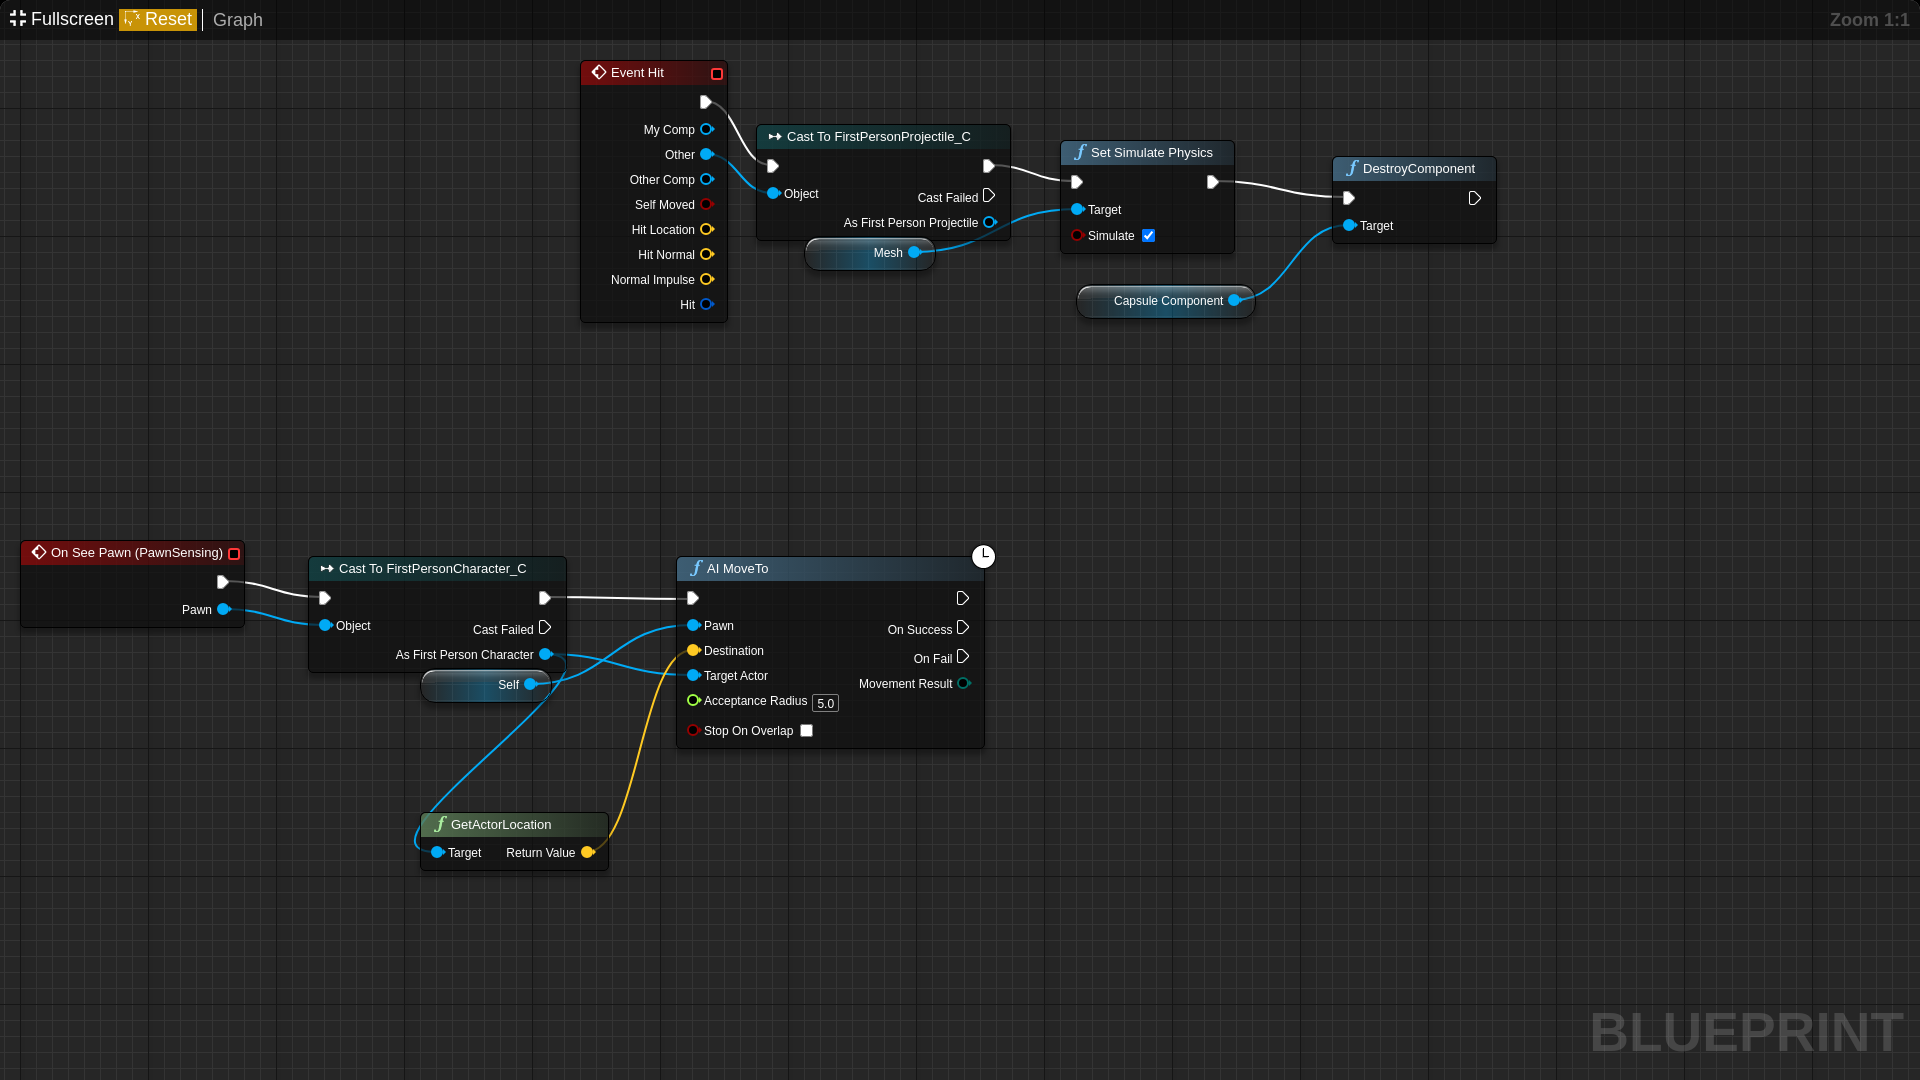 Fullscreen Reset Graph
Zoom 1:1
Event Hit
My Comp
Other
Other Comp
Self Moved
Hit Location
Hit Normal
Normal Impulse
Hit
Cast To FirstPersonProjectile_C
Object
Cast Failed
As First Person Projectile
Mesh
Set Simulate Physics
Target
Simulate
Capsule Component
DestroyComponent
Target
On See Pawn (PawnSensing)
Pawn
Cast To FirstPersonCharacter_C
Object
Cast Failed
As First Person Character
Self
AI MoveTo
Pawn
On Success
Destination
On Fail
Target Actor
Movement Result
Acceptance Radius 5.0
Stop On Overlap
GetActorLocation
Target Return Value
BLUEPRINT